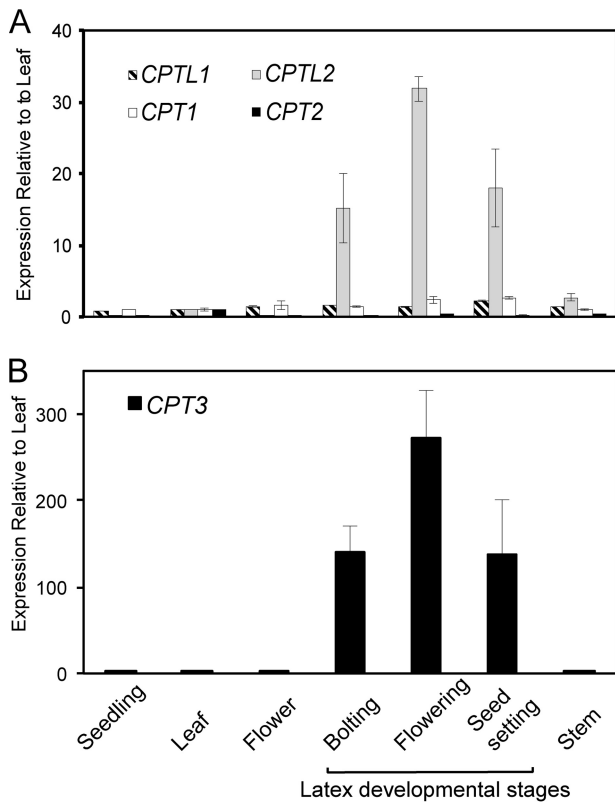 A
Expression Relative to to Leaf
40
30
20
10
0
CPTL1 CPTL2
CPT1 CPT2
B
Expression Relative to Leaf
300
200
100
0
CPT3
Seedling
Leaf
Flower
Bolting
Flowering
Seed
setting
Stem
Latex developmental stages